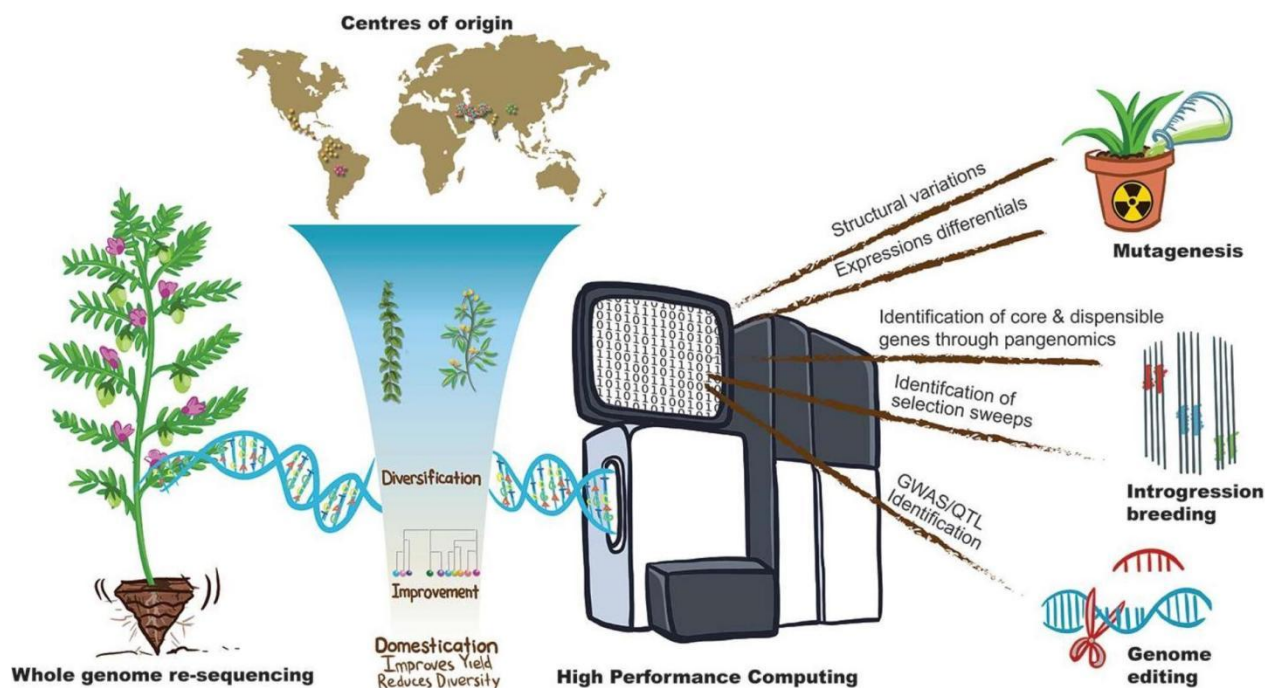 Centres of origin
Structural variations
Expressions differentials
Mutagenesis
Identification of core & dispensible
genes through pangenomics
Identifcation of
selection sweeps
GWAS/QTL
Identification
Introgression
breeding
Diversification
Improvement
Domestication
Improves Yield
Reduces Diversity
Whole genome re-sequencing
High Performance Computing
Genome
editing